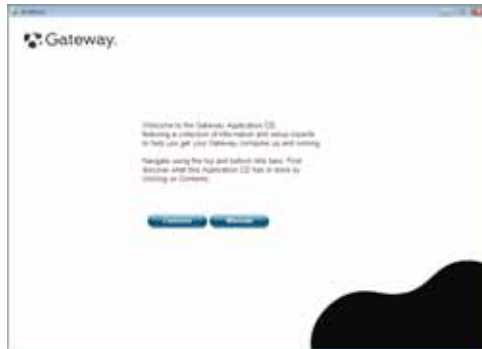 Gateway.
Welcome to the Gateway Application CD,
featuring a collection of information and setup
to help you get your Gateway computer up and running.
Navigate using the top and bottom title bars. First
discover what this Application CD has in store by
clicking on Contents.
Contents